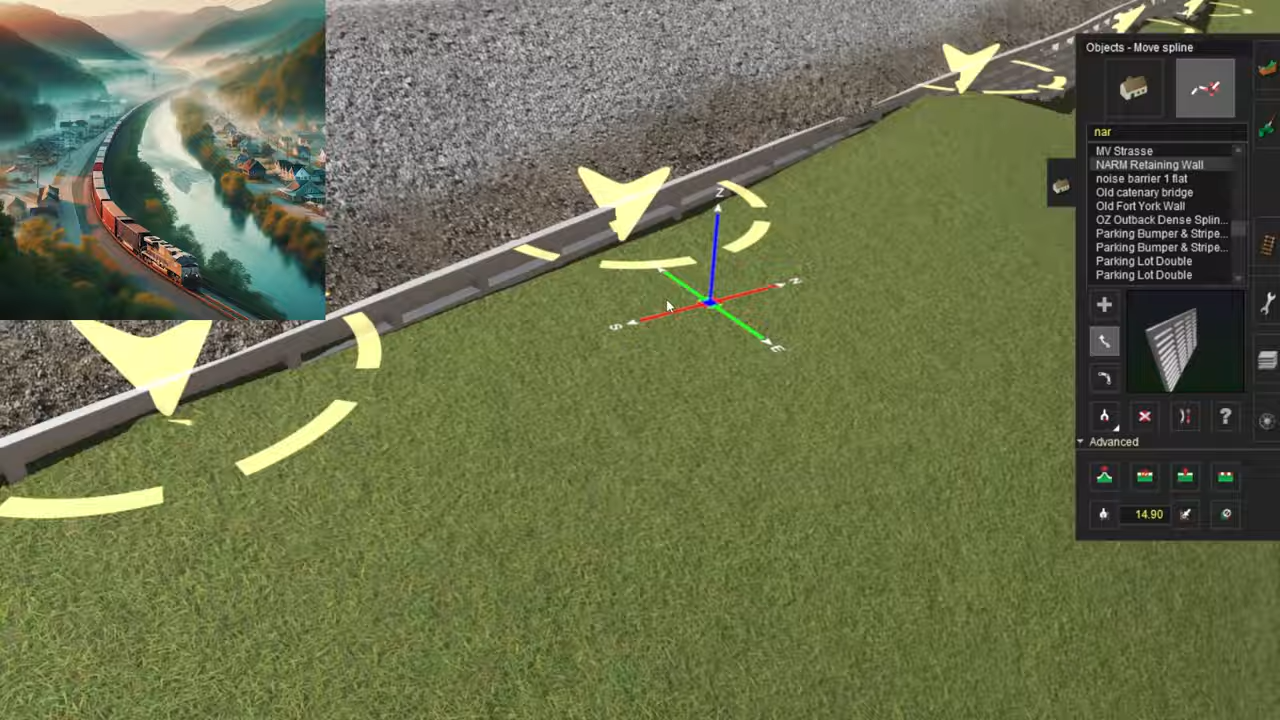 Objects - Move spline
nar
MV Strasse
NARM Retaining Wall
noise barrier 1 flat
Old catenary bridge
Old Fort York Wall
OZ Outback Dense Splin...
Parking Bumper & Stripe...
Parking Bumper & Stripe...
Parking Lot Double
Parking Lot Double
Z
N
S
E
?
Advanced
14.90